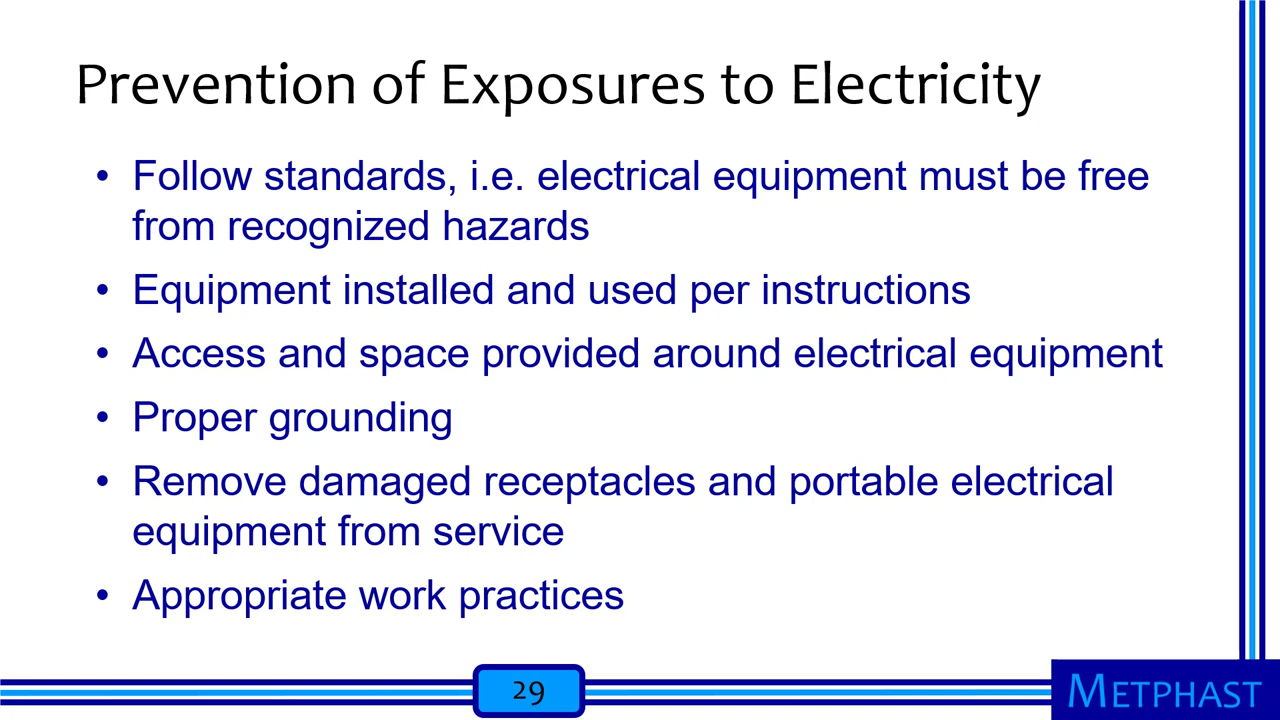 Prevention of Exposures to Electricity
• Follow standards, i.e. electrical equipment must be free
from recognized hazards
• Equipment installed and used per instructions
• Access and space provided around electrical equipment
• Proper grounding
• Remove damaged receptacles and portable electrical
equipment from service
• Appropriate work practices
29
METPHAST